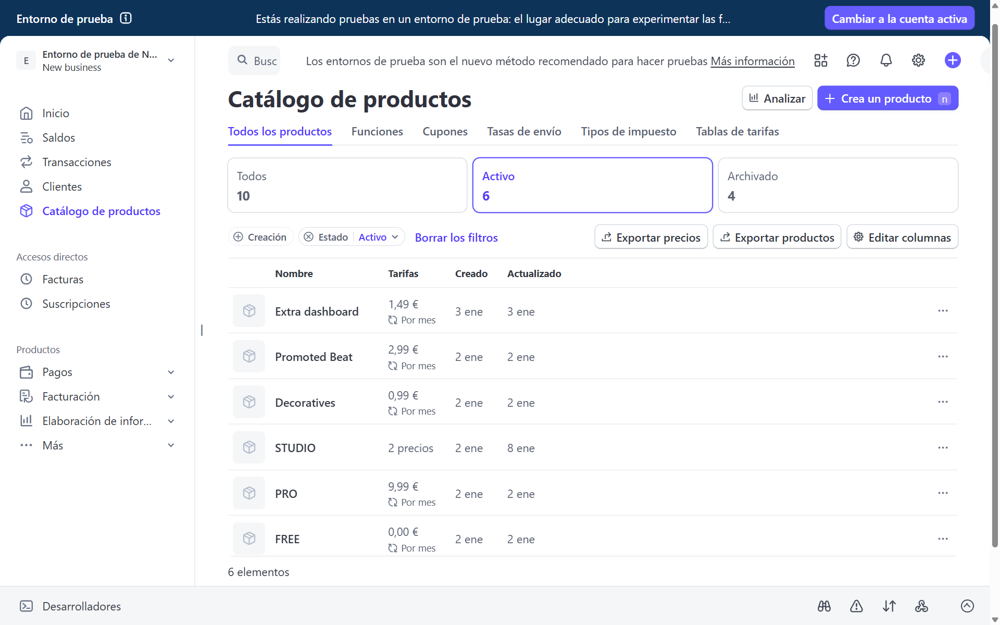 Entorno de prueba
Estás realizando pruebas en un entorno de prueba: el lugar adecuado para experimentar las f...
Cambiar a la cuenta activa
E
Entorno de prueba de N...
New business
Inicio
Saldos
Transacciones
Clientes
Catálogo de productos
Accesos directos
Facturas
Suscripciones
Productos
Pagos
Facturación
Elaboración de infor...
Más
Busc
Los entornos de prueba son el nuevo método recomendado para hacer pruebas Más información
Catálogo de productos
Analizar
Crea un producto n
Todos los productos Funciones Cupones Tasas de envío Tipos de impuesto Tablas de tarifas
Todos
10
Activo
6
Archivado
4
Creación
Estado Activo
Borrar los filtros
Exportar precios
Exportar productos
Editar columnas
Nombre Tarifas Creado Actualizado
Extra dashboard 1,49 € Por mes 3 ene 3 ene
Promoted Beat 2,99 € Por mes 2 ene 2 ene
Decoratives 0,99 € Por mes 2 ene 2 ene
STUDIO 2 precios 2 ene 8 ene
PRO 9,99 € Por mes 2 ene 2 ene
FREE 0,00 € Por mes 2 ene 2 ene
6 elementos
Desarrolladores